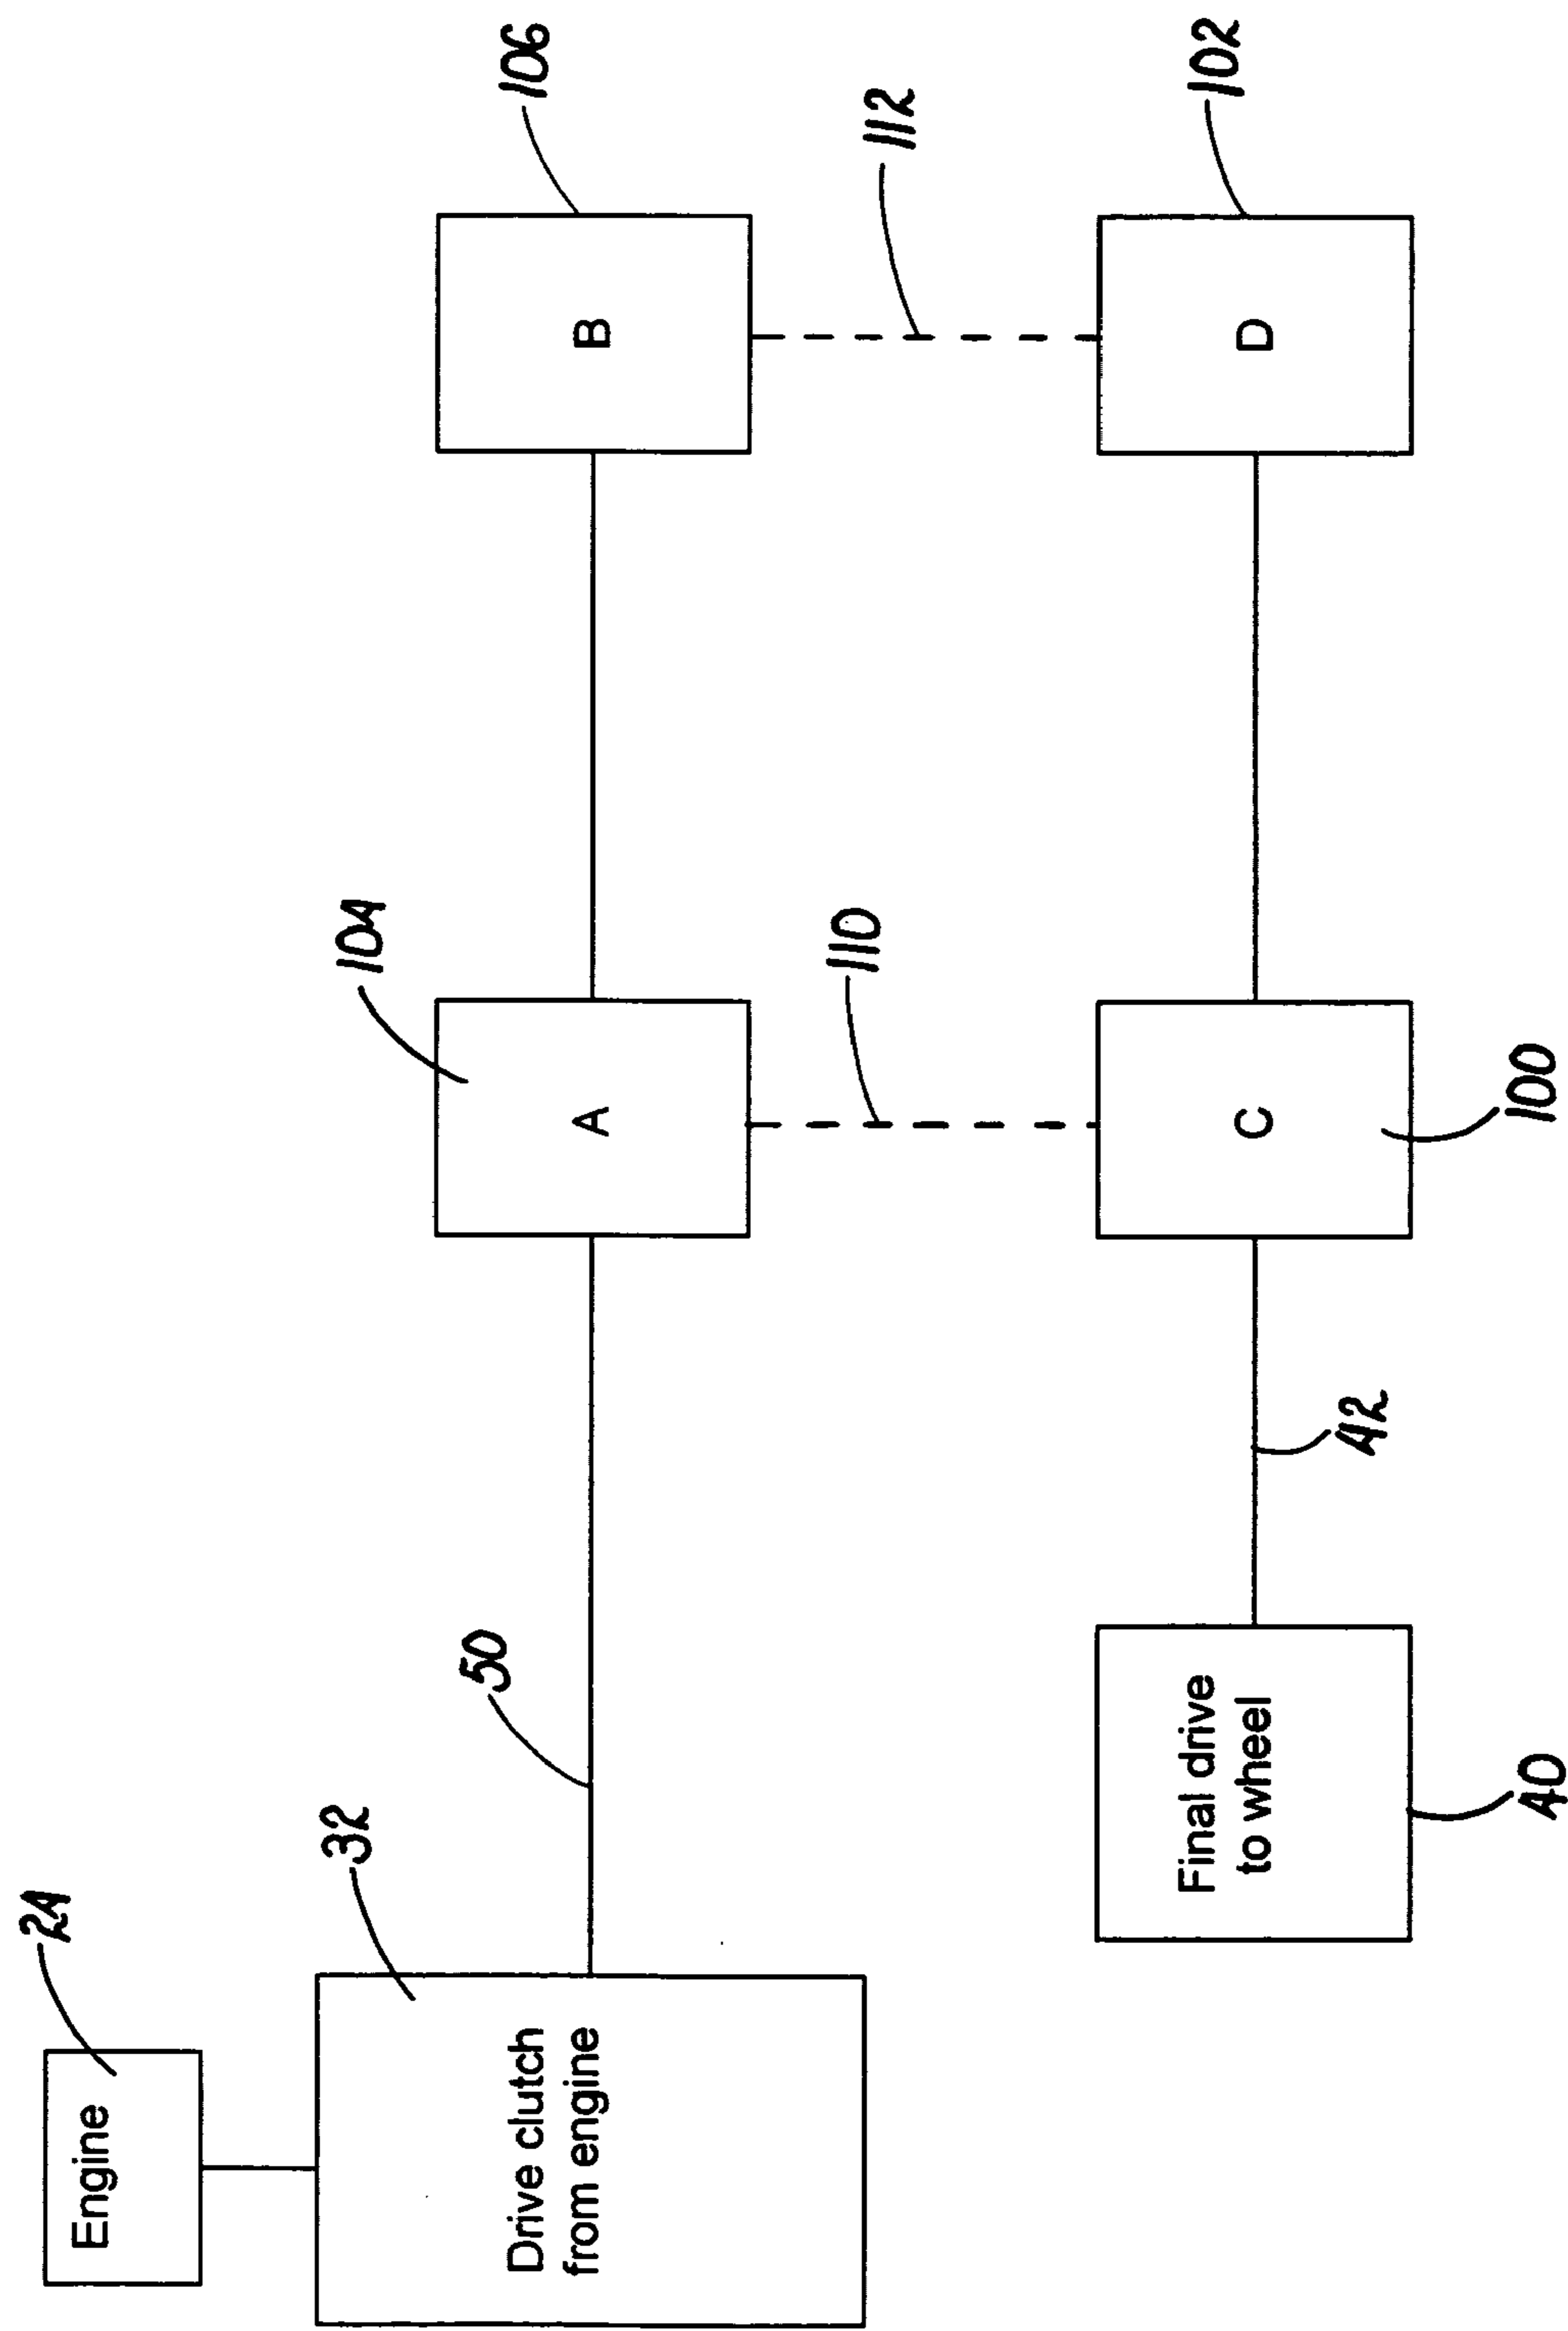 24
Engine
32
104
50
106
Drive clutch
from engine
A
B
110
112
102
Final drive
to wheel
C
D
42
40
100